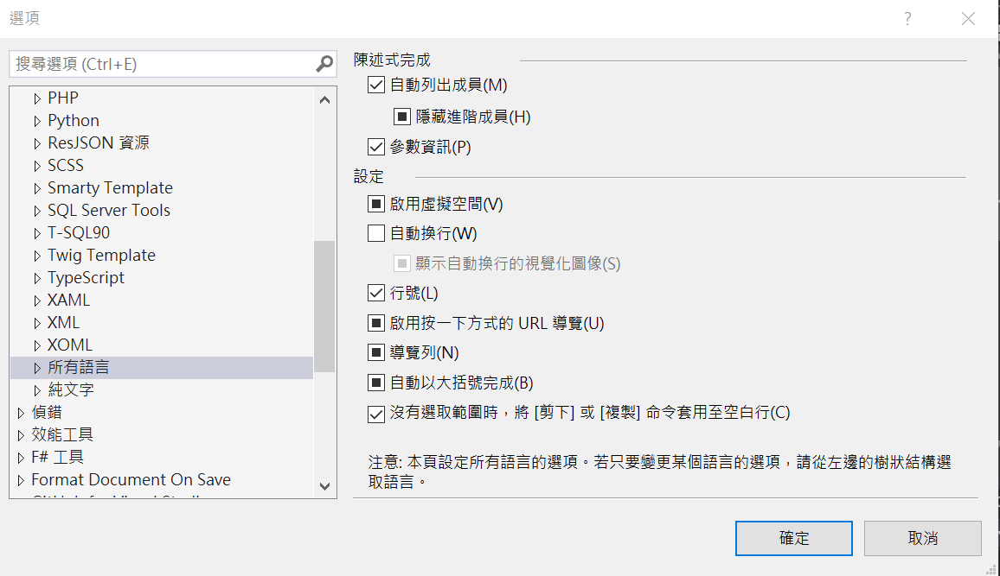 選項
搜尋選項 (Ctrl+E)
PHP
Python
ResJSON 資源
SCSS
Smarty Template
SQL Server Tools
T-SQL90
Twig Template
TypeScript
XAML
XML
XOML
所有語言
純文字
偵錯
效能工具
F# 工具
Format Document On Save
陳述式完成
自動列出成員(M)
隱藏進階成員(H)
參數資訊(P)
設定
啟用虛擬空間(V)
自動換行(W)
顯示自動換行的視覺化圖像(S)
行號(L)
啟用按一下方式的 URL 導覽(U)
導覽列(N)
自動以大括號完成(B)
沒有選取範圍時，將 [剪下] 或 [複製] 命令套用至空白行(C)
注意: 本頁設定所有語言的選項。若只要變更某個語言的選項，請從左邊的樹狀結構選
取語言。
確定
取消